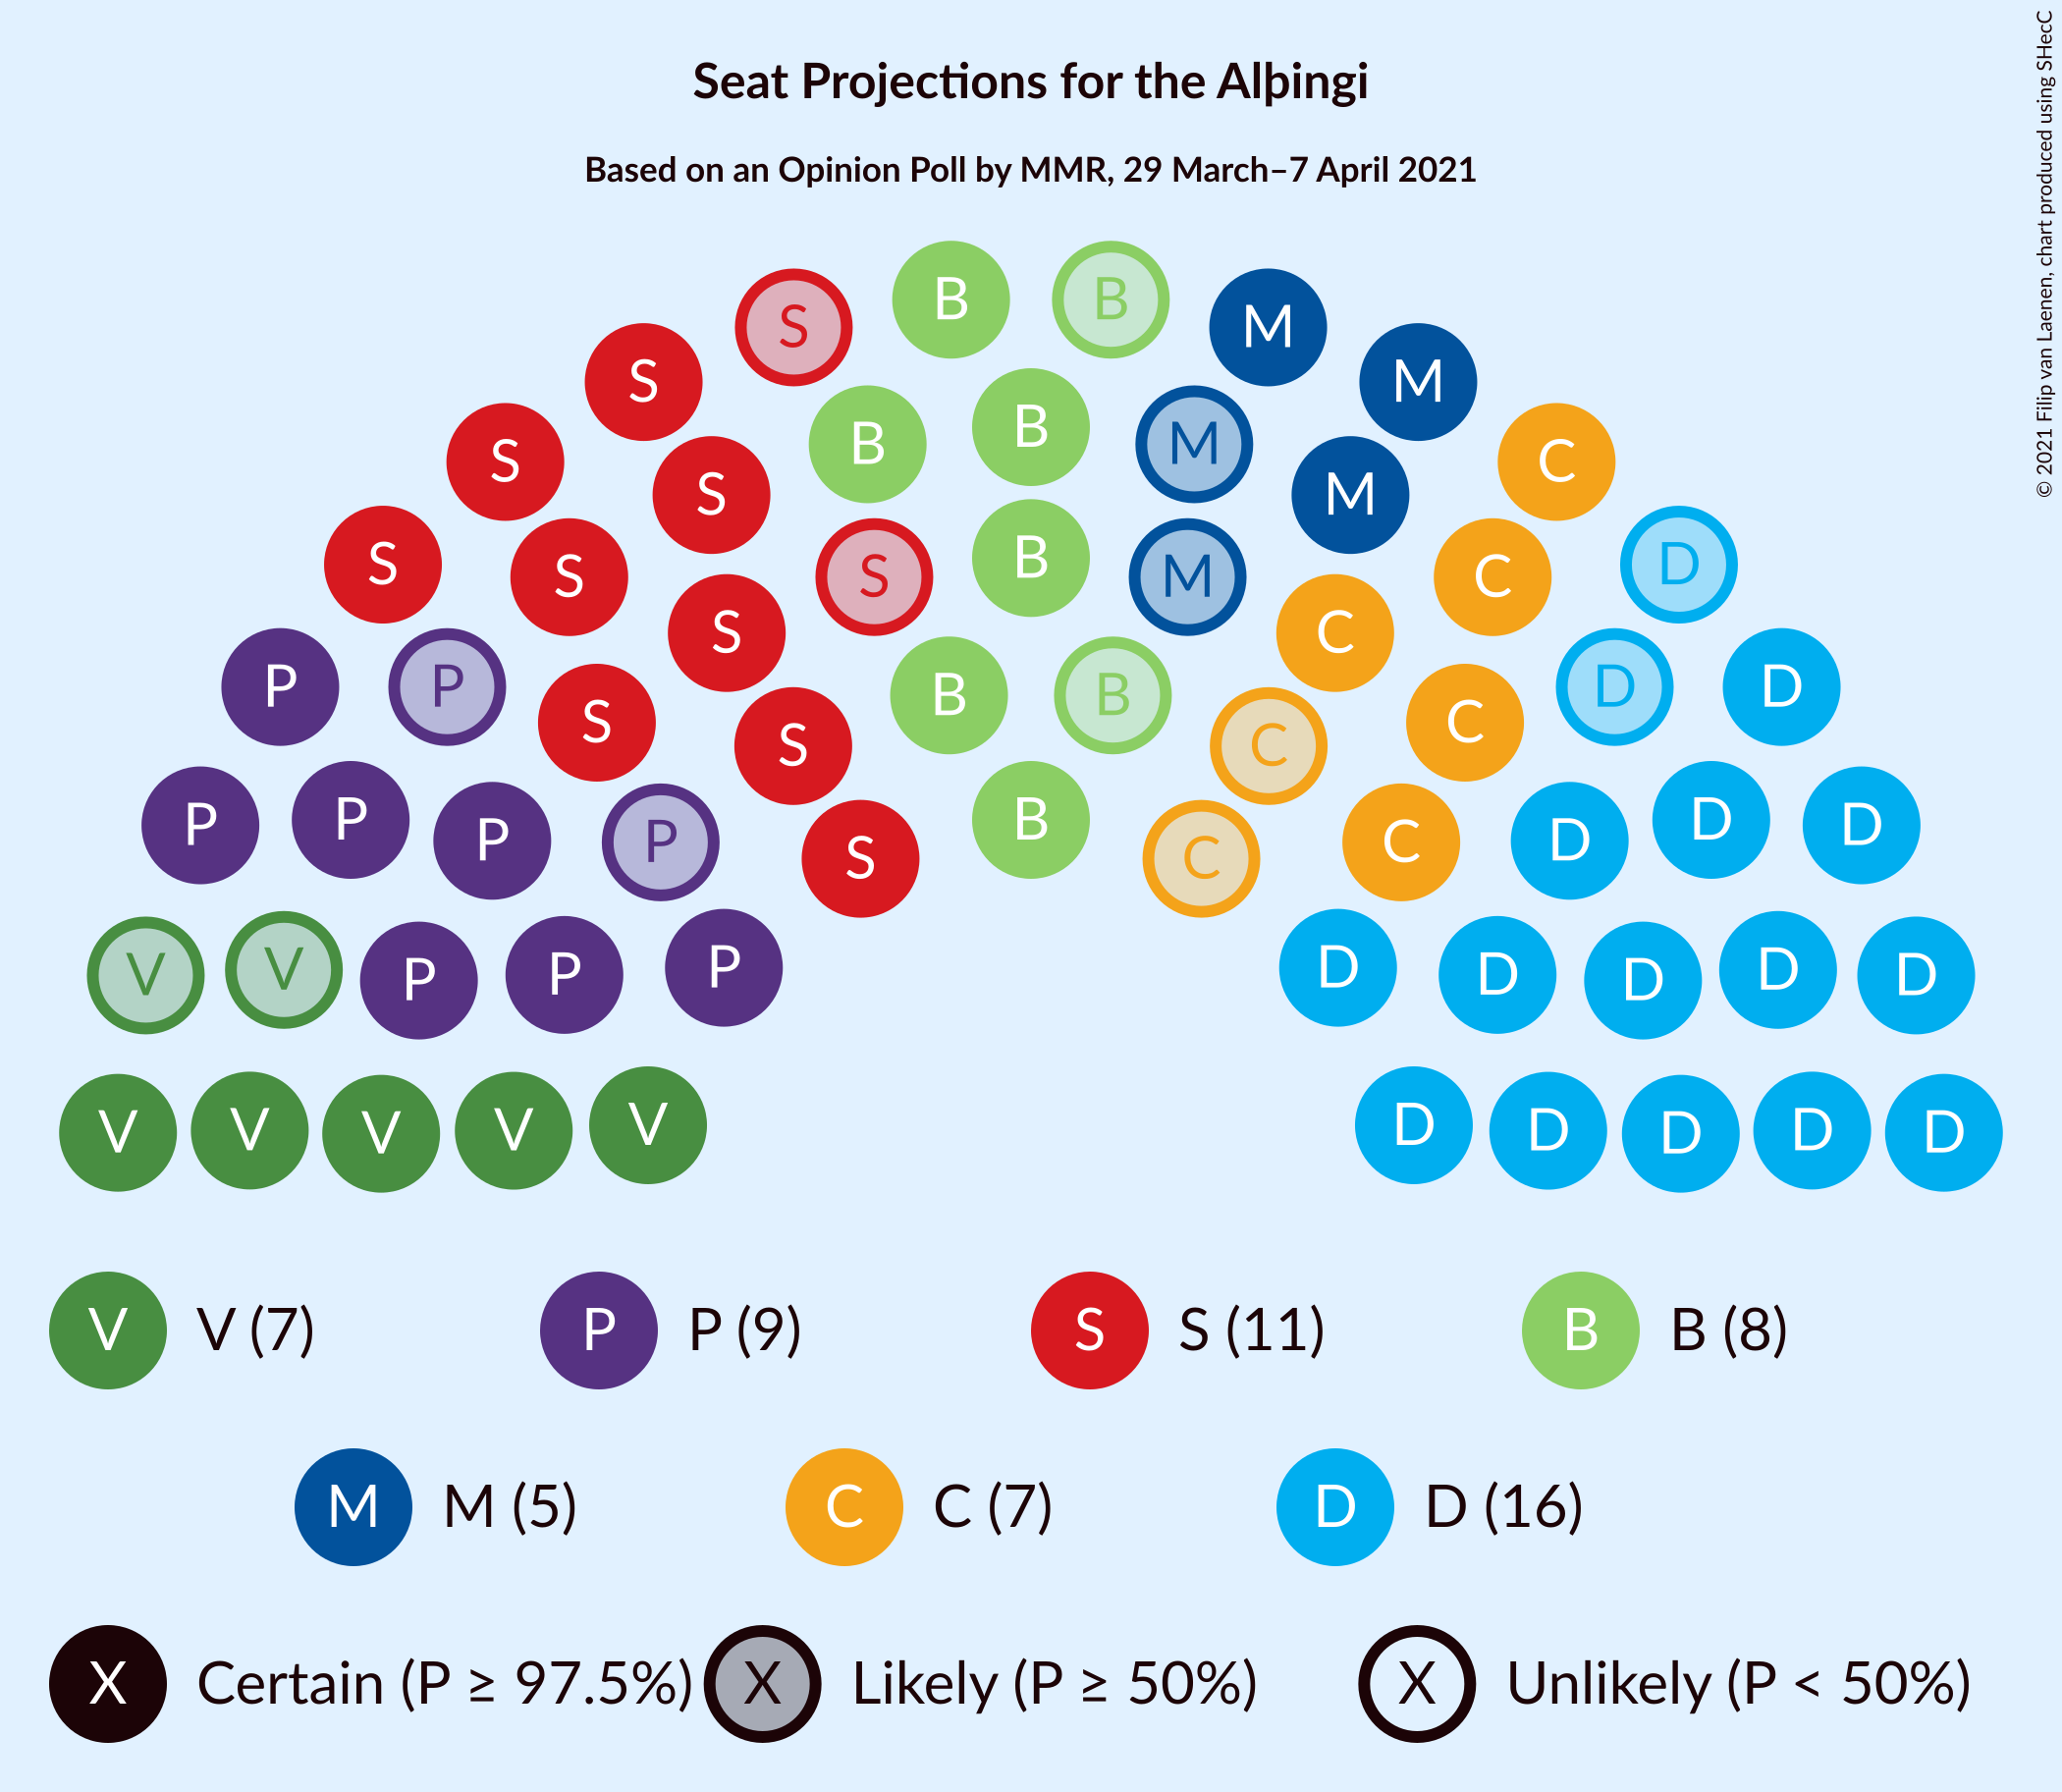 Seat Projections for the Alþingi
Based on an Opinion Poll by MMR, 29 March–7 April 2021
© 2021 Filip van Laenen, chart produced using SHecC
B B
S M M
S M
S B B M C
S S M
S S S B M C C D
P P S S B B C C D D
S C
P P P P S B C C D D D
V V P P P D D D D D
V V V V V D D D D D
V V (7) P P (9) S S (11) B B (8)
M M (5) C C (7) D D (16)
X Certain (P ≥ 97.5%) X Likely (P ≥ 50%) X Unlikely (P < 50%)